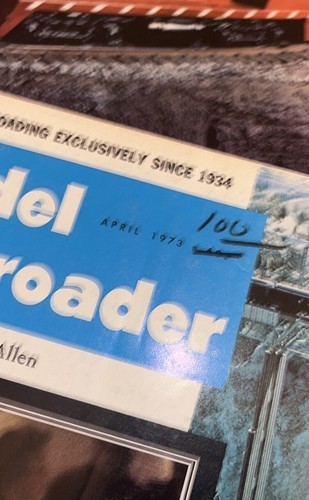 OADING EXCLUSIVELY SINCE 1934
del
APRIL 1973
100
roader
Allen